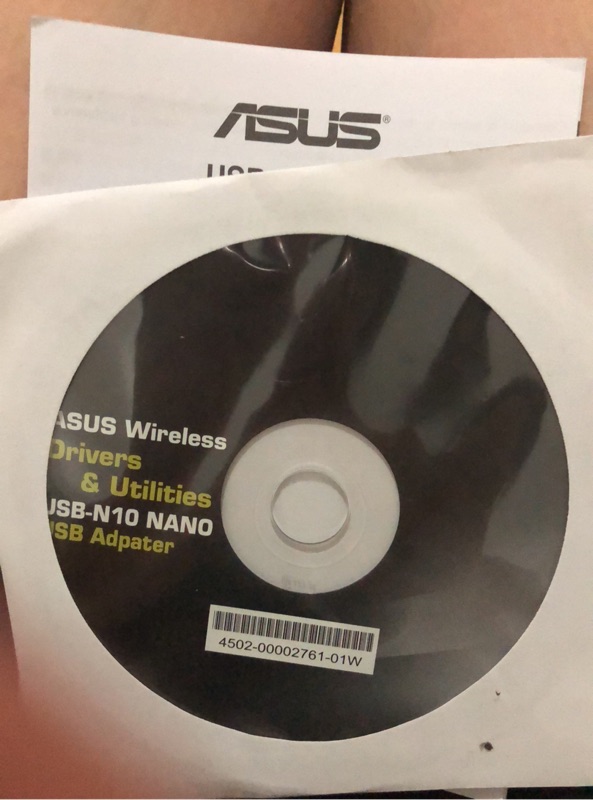 ASUS®
ASUS Wireless
Drivers
& Utilities
USB-N10 NANO
USB Adpater
4502-00002761-01W